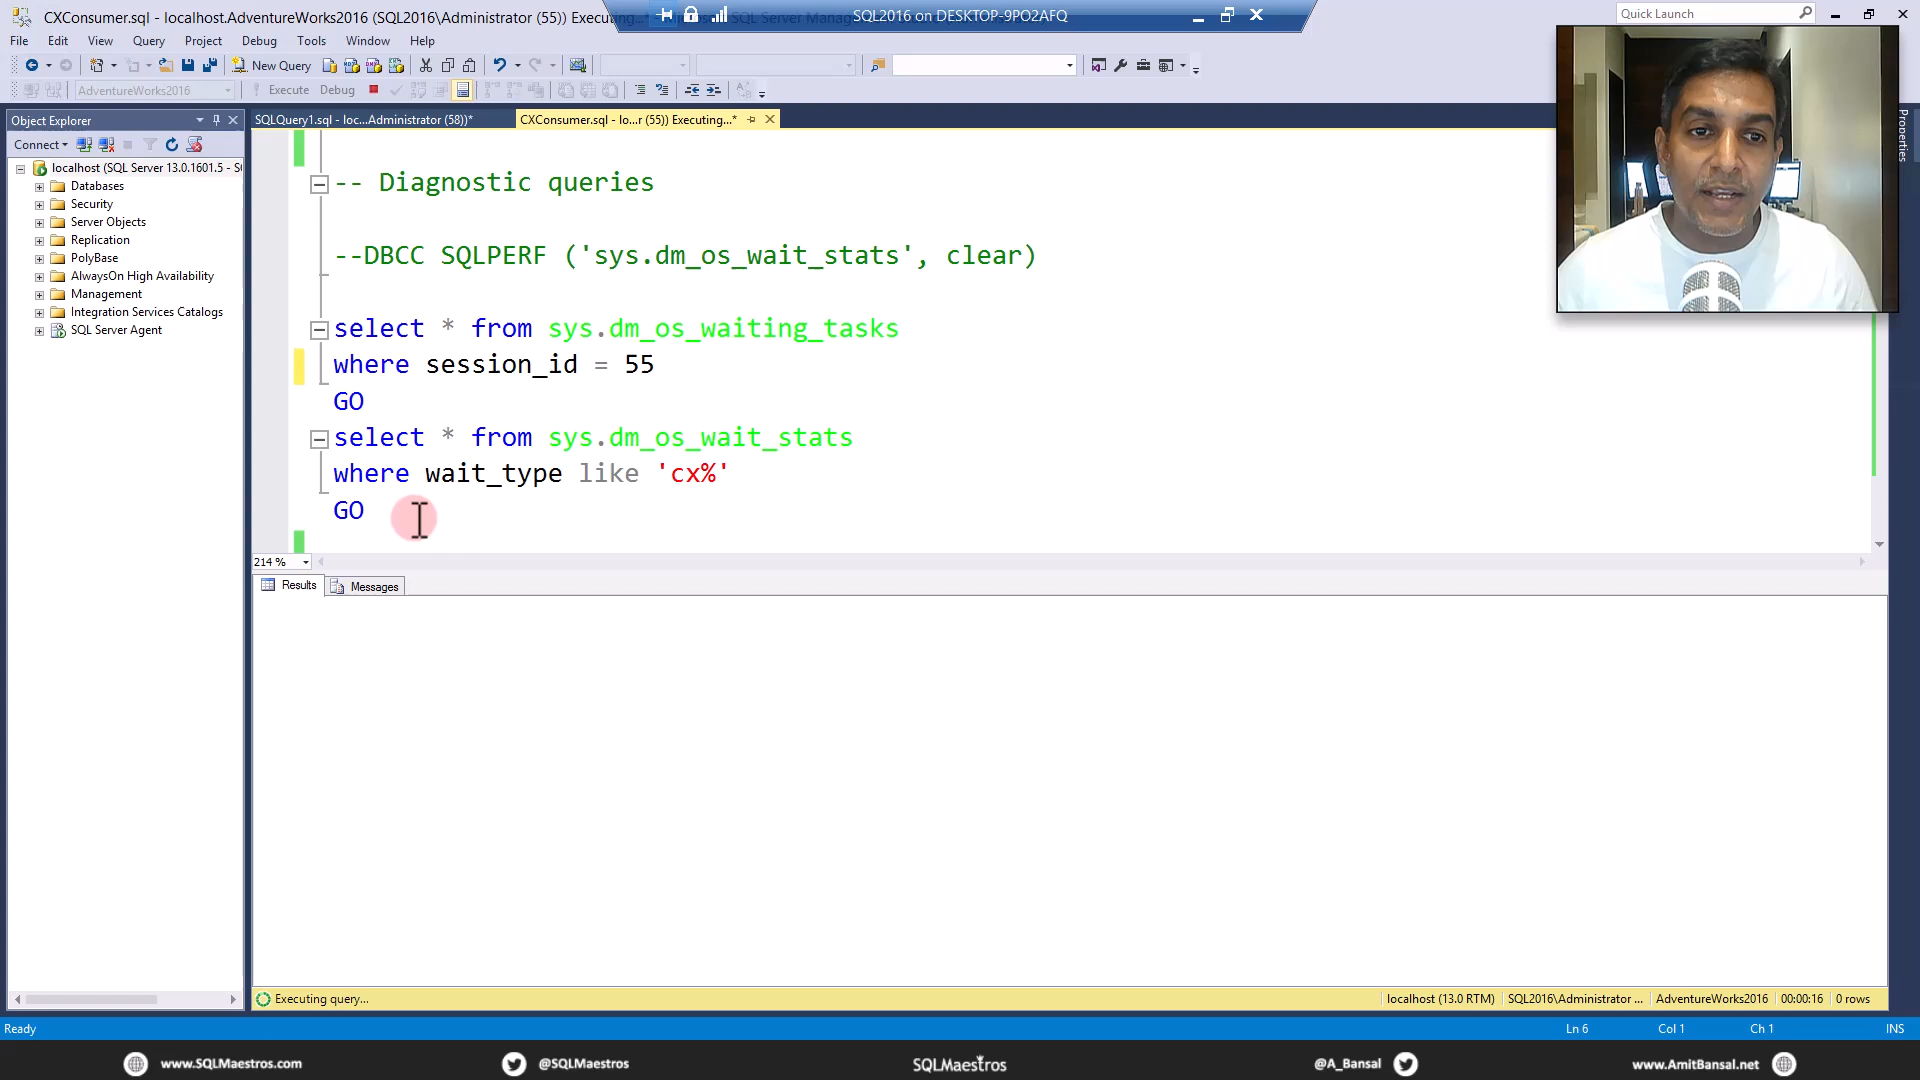 CXConsumer.sql - localhost.AdventureWorks2016 (SQL2016\Administrator (55)) Executing...*
SQL2016 on DESKTOP-9PO2AFQ
Quick Launch
File Edit View Query Project Debug Tools Window Help
New Query
AdventureWorks2016
Execute Debug
Object Explorer
SQLQuery1.sql - loc...Administrator (58))*
CXConsumer.sql - lo...r (55)) Executing...*
Properties
Connect
localhost (SQL Server 13.0.1601.5 - S
Databases
Security
Server Objects
Replication
PolyBase
AlwaysOn High Availability
Management
Integration Services Catalogs
SQL Server Agent
-- Diagnostic queries
--DBCC SQLPERF ('sys.dm_os_wait_stats', clear)
select * from sys.dm_os_waiting_tasks
where session_id = 55
GO
select * from sys.dm_os_wait_stats
where wait_type like 'cx%'
GO
214 %
Results Messages
Executing query...
localhost (13.0 RTM) SQL2016\Administrator ... AdventureWorks2016 00:00:16 0 rows
Ready Ln 6 Col 1 Ch 1 INS
www.SQLMaestros.com @SQLMaestros SQLMaestros @A_Bansal www.AmitBansal.net